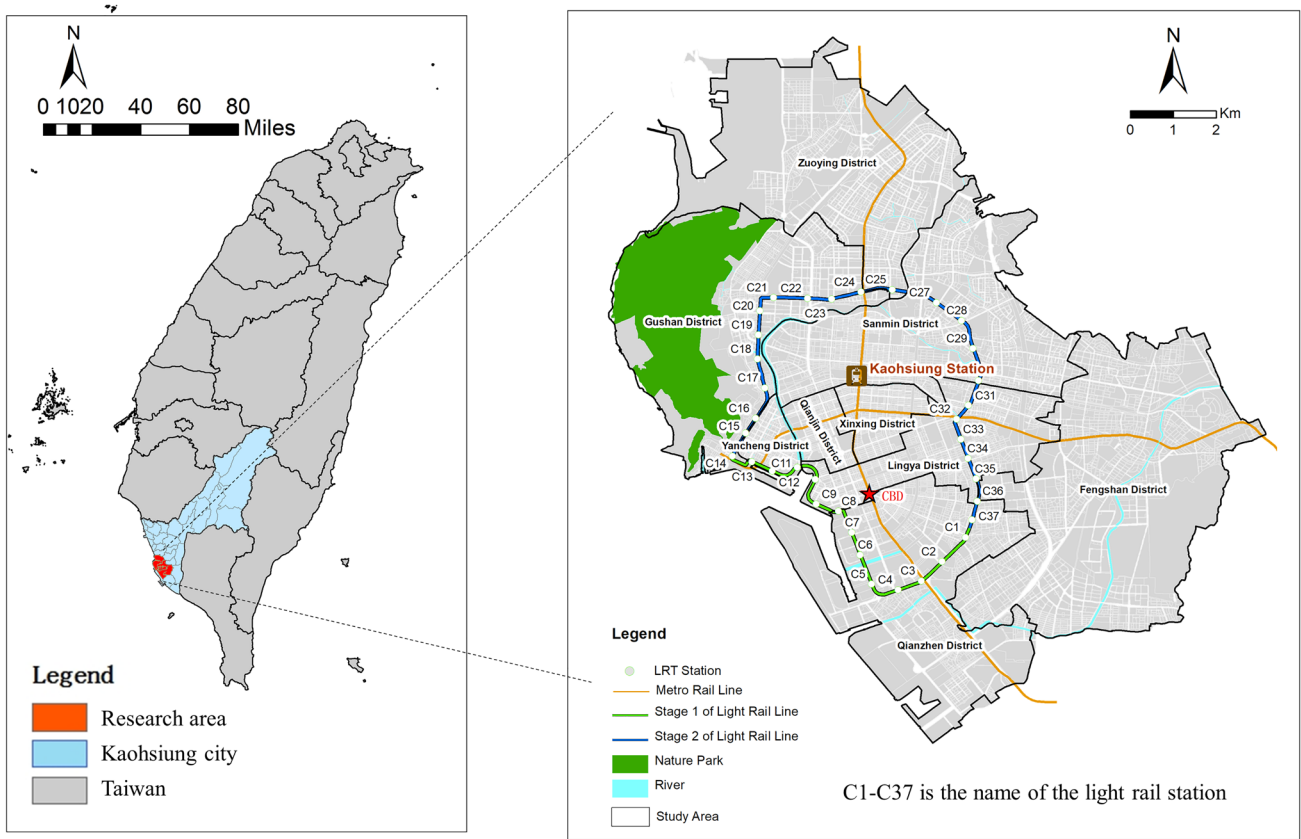 N
0 10 20 40 60 80
Miles
Legend
Research area
Kaohsiung city
Taiwan
N
Km
0 1 2
Zuoying District
C24 C25
C21 C22 C27
C20
C23 C28
Gushan District
C19
Sanmin District
C29
C18
Kaohsiung Station
C17
C31
C16
C32
C15
Qianjin District
Xinxing District
C33
Yancheng District
C34
C14 C11
Lingya District
C35
C13 C12
C36
Fengshan District
C9
CBD
C8
C37
C7
C1
C6
C2
C5 C4 C3
Qianzhen District
Legend
LRT Station
Metro Rail Line
Stage 1 of Light Rail Line
Stage 2 of Light Rail Line
Nature Park
River
Study Area
C1-C37 is the name of the light rail station